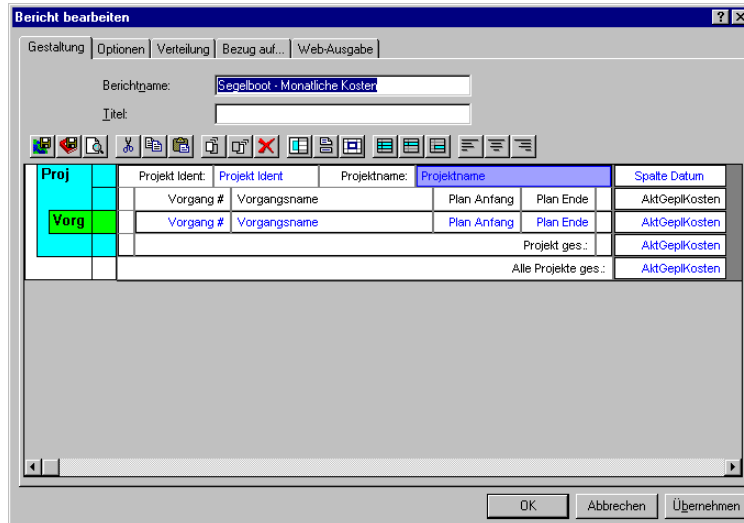 Bericht bearbeiten
Gestaltung Optionen Verteilung Bezug auf... Web-Ausgabe
Berichtname: Segelboot - Monatliche Kosten
Titel:
Proj Projekt Ident: Projekt Ident Projektname: Projektname Spalte Datum
Vorgang # Vorgangsname Plan Anfang Plan Ende AktGeplKosten
Vorg Vorgang # Vorgangsname Plan Anfang Plan Ende AktGeplKosten
Projekt ges.: AktGeplKosten
Alle Projekte ges.: AktGeplKosten
OK Abbrechen Übernehmen